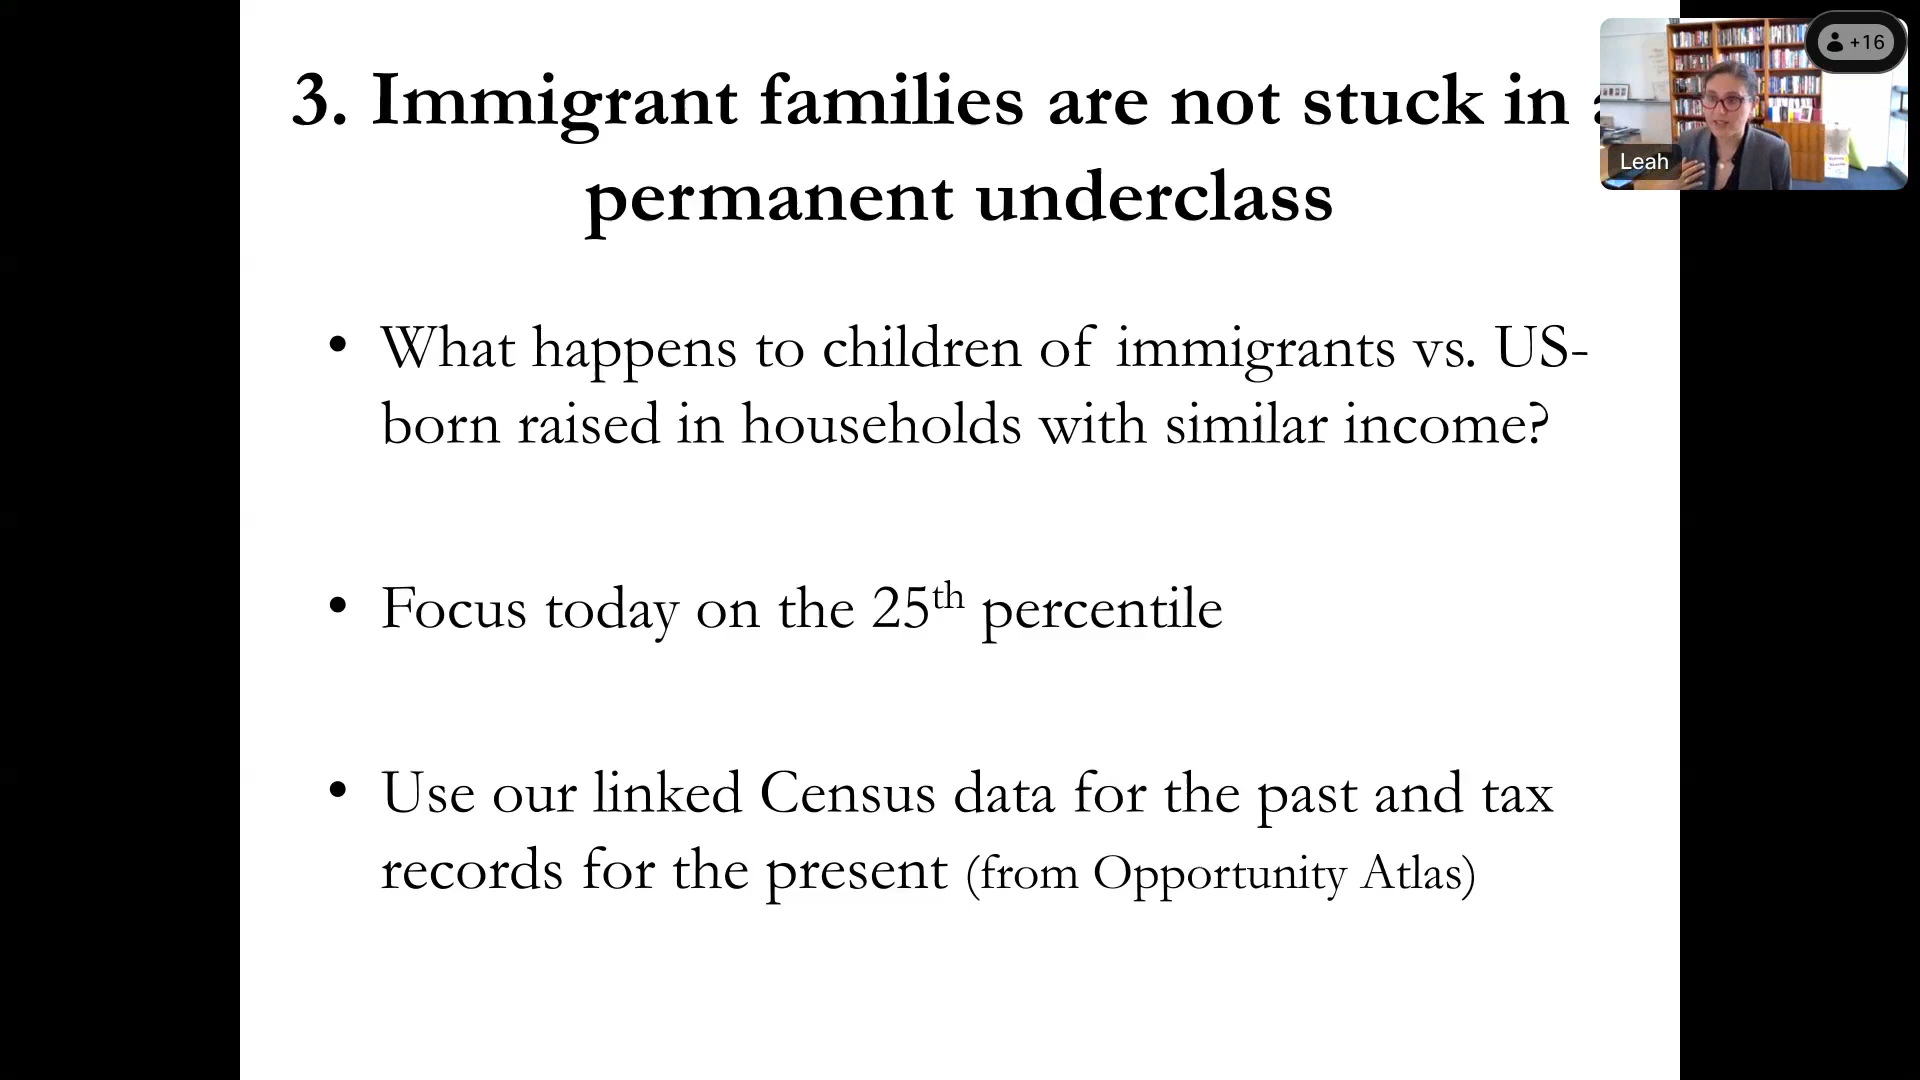 3. Immigrant families are not stuck in
permanent underclass
• What happens to children of immigrants vs. US-
born raised in households with similar income?
• Focus today on the 25th percentile
• Use our linked Census data for the past and tax
records for the present (from Opportunity Atlas)
+16
Leah